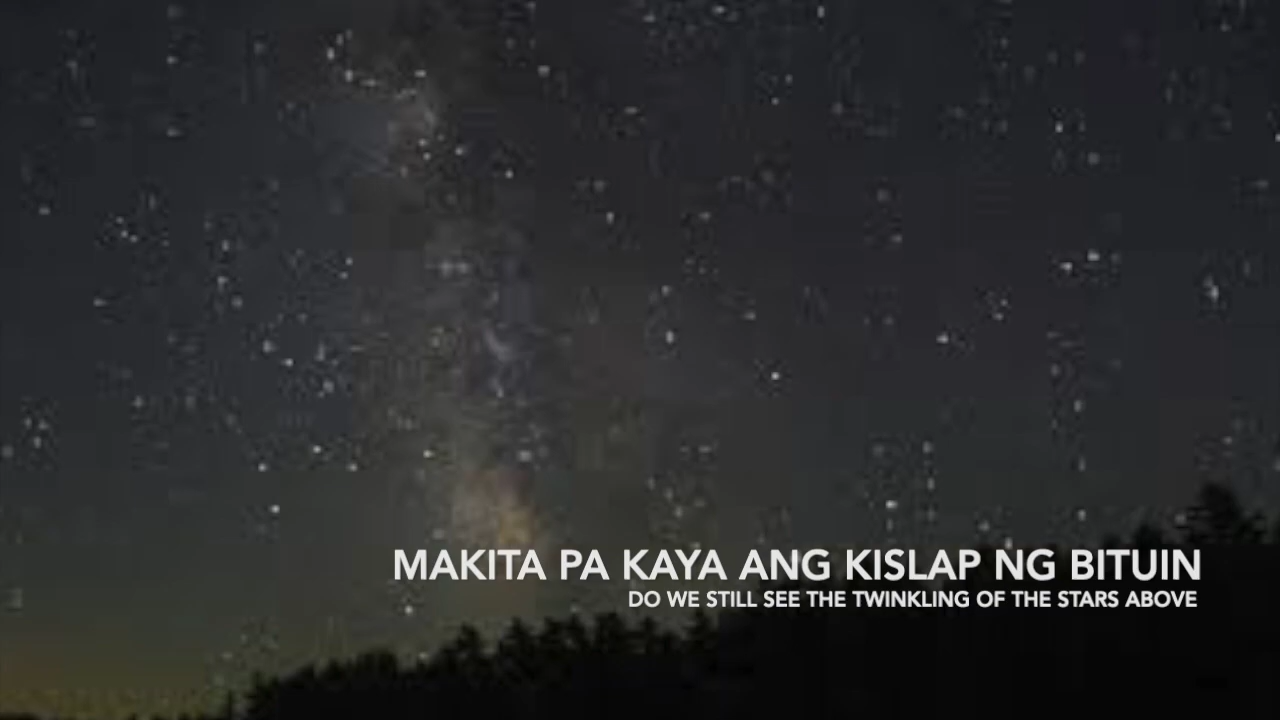 MAKITA PA KAYA ANG KISLAP NG BITUIN
DO WE STILL SEE THE TWINKLING OF THE STARS ABOVE